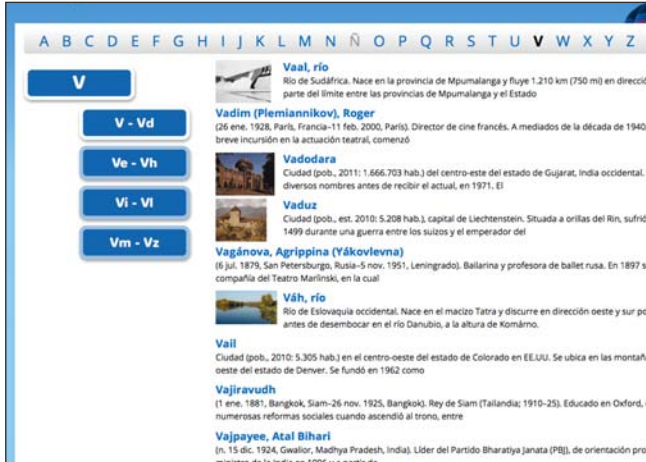 A B C D E F G H I J K L M N Ñ O P Q R S T U V W X Y Z
V
V - Vd
Ve - Vh
Vi - Vl
Vm - Vz
Vaal, río
Río de Sudáfrica. Nace en la provincia de Mpumalanga y fluye 1.210 km (750 mi) en direcció
parte del límite entre las provincias de Mpumalanga y el Estado
Vadim (Plemiannikov), Roger
(26 ene. 1928, París, Francia–11 feb. 2000, París). Director de cine francés. A mediados de la década de 1940,
breve incursión en la actuación teatral, comenzó
Vadodara
Ciudad (pob., 2011: 1.666.703 hab.) del centro-este del estado de Gujarat, India occidental.
diversos nombres antes de recibir el actual, en 1971. El
Vaduz
Ciudad (pob., est. 2010: 5.208 hab.), capital de Liechtenstein. Situada a orillas del Rin, sufrió
1499 durante una guerra entre los suizos y el emperador del
Vagánova, Agrippina (Yákovlevna)
(6 jul. 1879, San Petersburgo, Rusia–5 nov. 1951, Leningrado). Bailarina y profesora de ballet rusa. En 1897 s
compañía del Teatro Mariinski, en la cual
Váh, río
Río de Eslovaquia occidental. Nace en el macizo Tatra y discurre en dirección oeste y sur po
antes de desembocar en el río Danubio, a la altura de Komárno.
Vail
Ciudad (pob., 2010: 5.305 hab.) en el centro-oeste del estado de Colorado en EE.UU. Se ubica en las montañ
oeste del estado de Denver. Se fundó en 1962 como
Vajiravudh
(1 ene. 1881, Bangkok, Siam–26 nov. 1925, Bangkok). Rey de Siam (Tailandia; 1910–25). Educado en Oxford,
numerosas reformas sociales cuando ascendió al trono, entre
Vajpayee, Atal Bihari
(n. 15 dic. 1924, Gwalior, Madhya Pradesh, India). Líder del Partido Bharatiya Janata (PBJ), de orientación pro